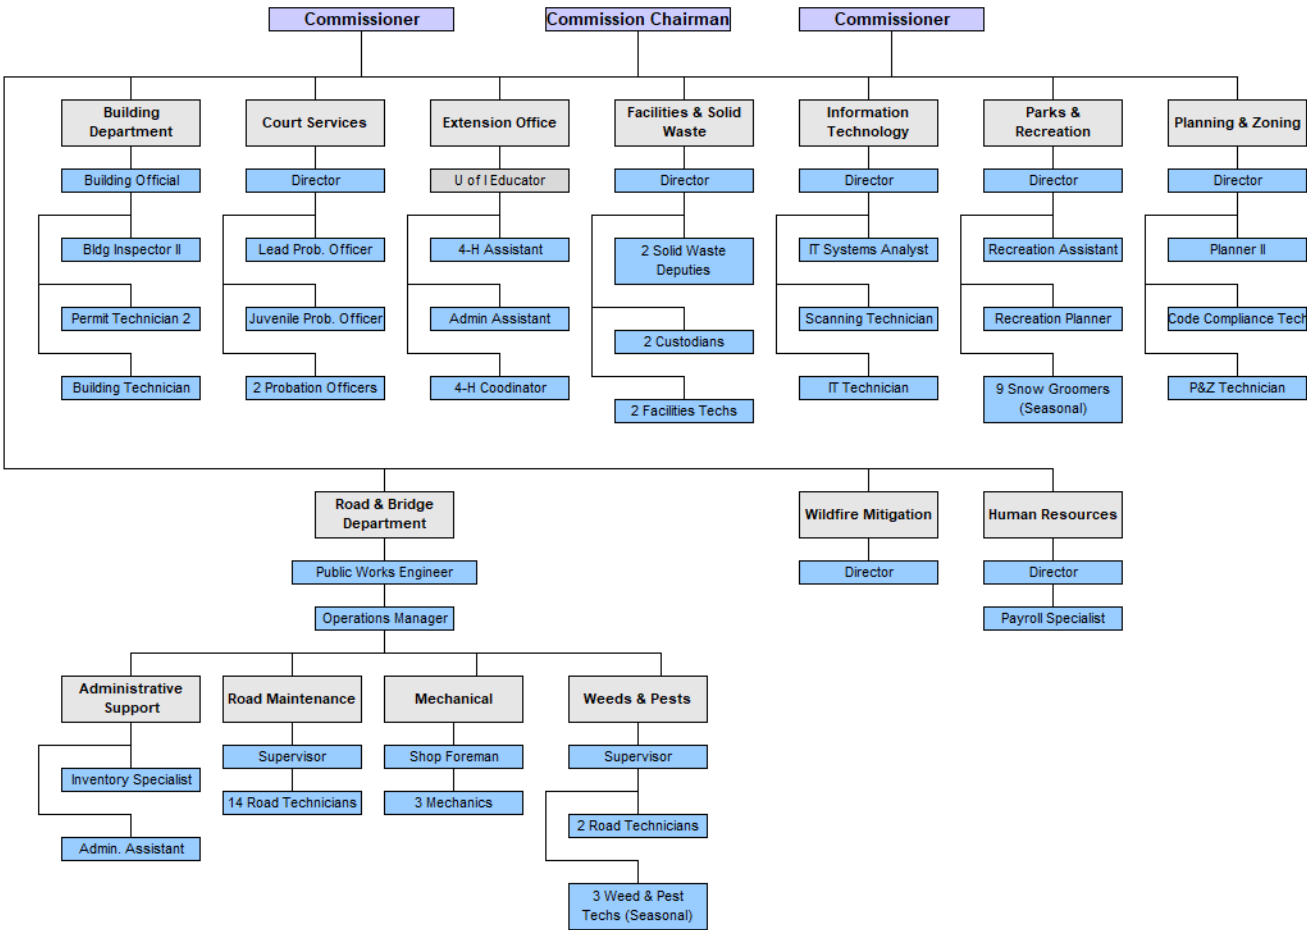 Commissioner
Commission Chairman
Commissioner
Building
Department
Court Services
Extension Office
Facilities & Solid
Waste
Information
Technology
Parks &
Recreation
Planning & Zoning
Building Official
Director
U of I Educator
Director
Director
Director
Director
Bldg Inspector II
Lead Prob. Officer
4-H Assistant
2 Solid Waste
Deputies
IT Systems Analyst
Recreation Assistant
Planner II
Permit Technician 2
Juvenile Prob. Officer
Admin Assistant
2 Custodians
Scanning Technician
Recreation Planner
Code Compliance Tech
Building Technician
2 Probation Officers
4-H Coodinator
2 Facilities Techs
IT Technician
9 Snow Groomers
(Seasonal)
P&Z Technician
Road & Bridge
Department
Wildfire Mitigation
Human Resources
Public Works Engineer
Director
Director
Operations Manager
Payroll Specialist
Administrative
Support
Road Maintenance
Mechanical
Weeds & Pests
Inventory Specialist
Supervisor
Shop Foreman
Supervisor
14 Road Technicians
3 Mechanics
2 Road Technicians
Admin. Assistant
3 Weed & Pest
Techs (Seasonal)